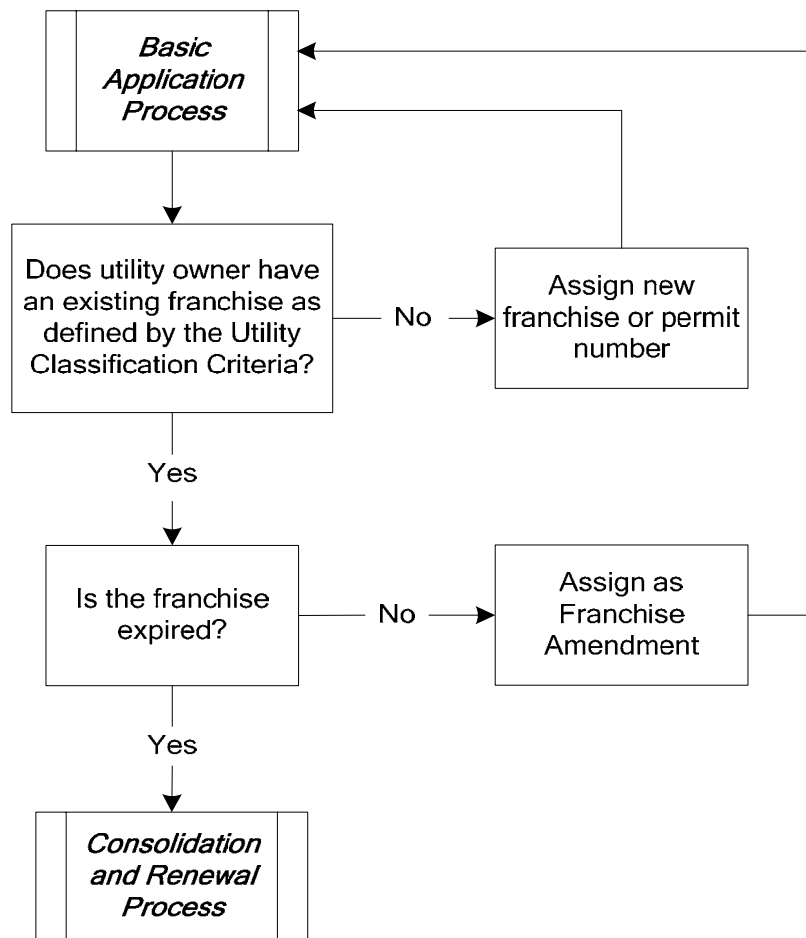 Basic
Application
Process
Does utility owner have
an existing franchise as
defined by the Utility
Classification Criteria?
No
Assign new
franchise or permit
number
Yes
Is the franchise
expired?
No
Assign as
Franchise
Amendment
Yes
Consolidation
and Renewal
Process